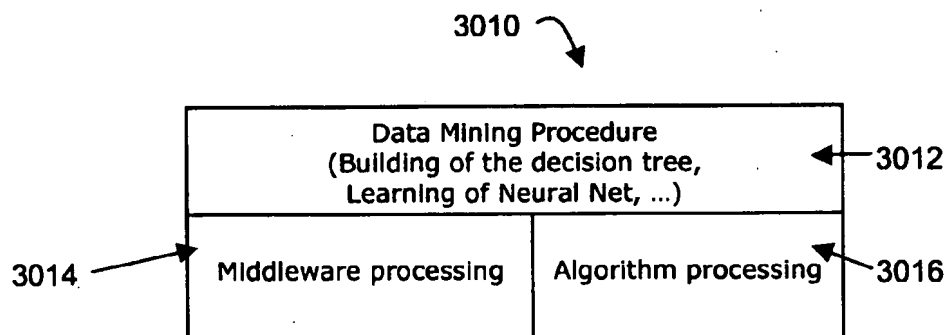 3010
Data Mining Procedure
(Building of the decision tree,
Learning of Neural Net, ...)
3012
3014
Middleware processing
Algorithm processing
3016